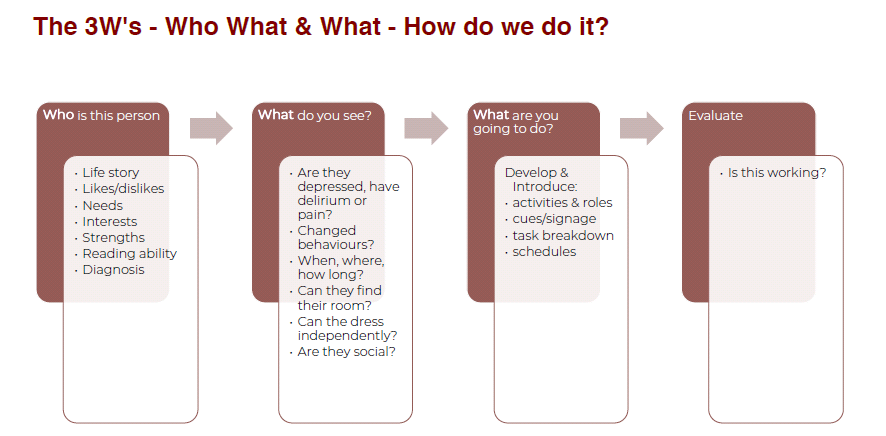 The 3W's - Who What & What - How do we do it?
Who is this person
• Life story
• Likes/dislikes
• Needs
• Interests
• Strengths
• Reading ability
• Diagnosis
What do you see?
• Are they
depressed, have
delirium or
pain?
• Changed
behaviours?
• When, where,
how long?
• Can they find
their room?
• Can the dress
independently?
• Are they social?
What are you
going to do?
Develop &
Introduce:
• activities & roles
• cues/signage
• task breakdown
• schedules
Evaluate
• Is this working?